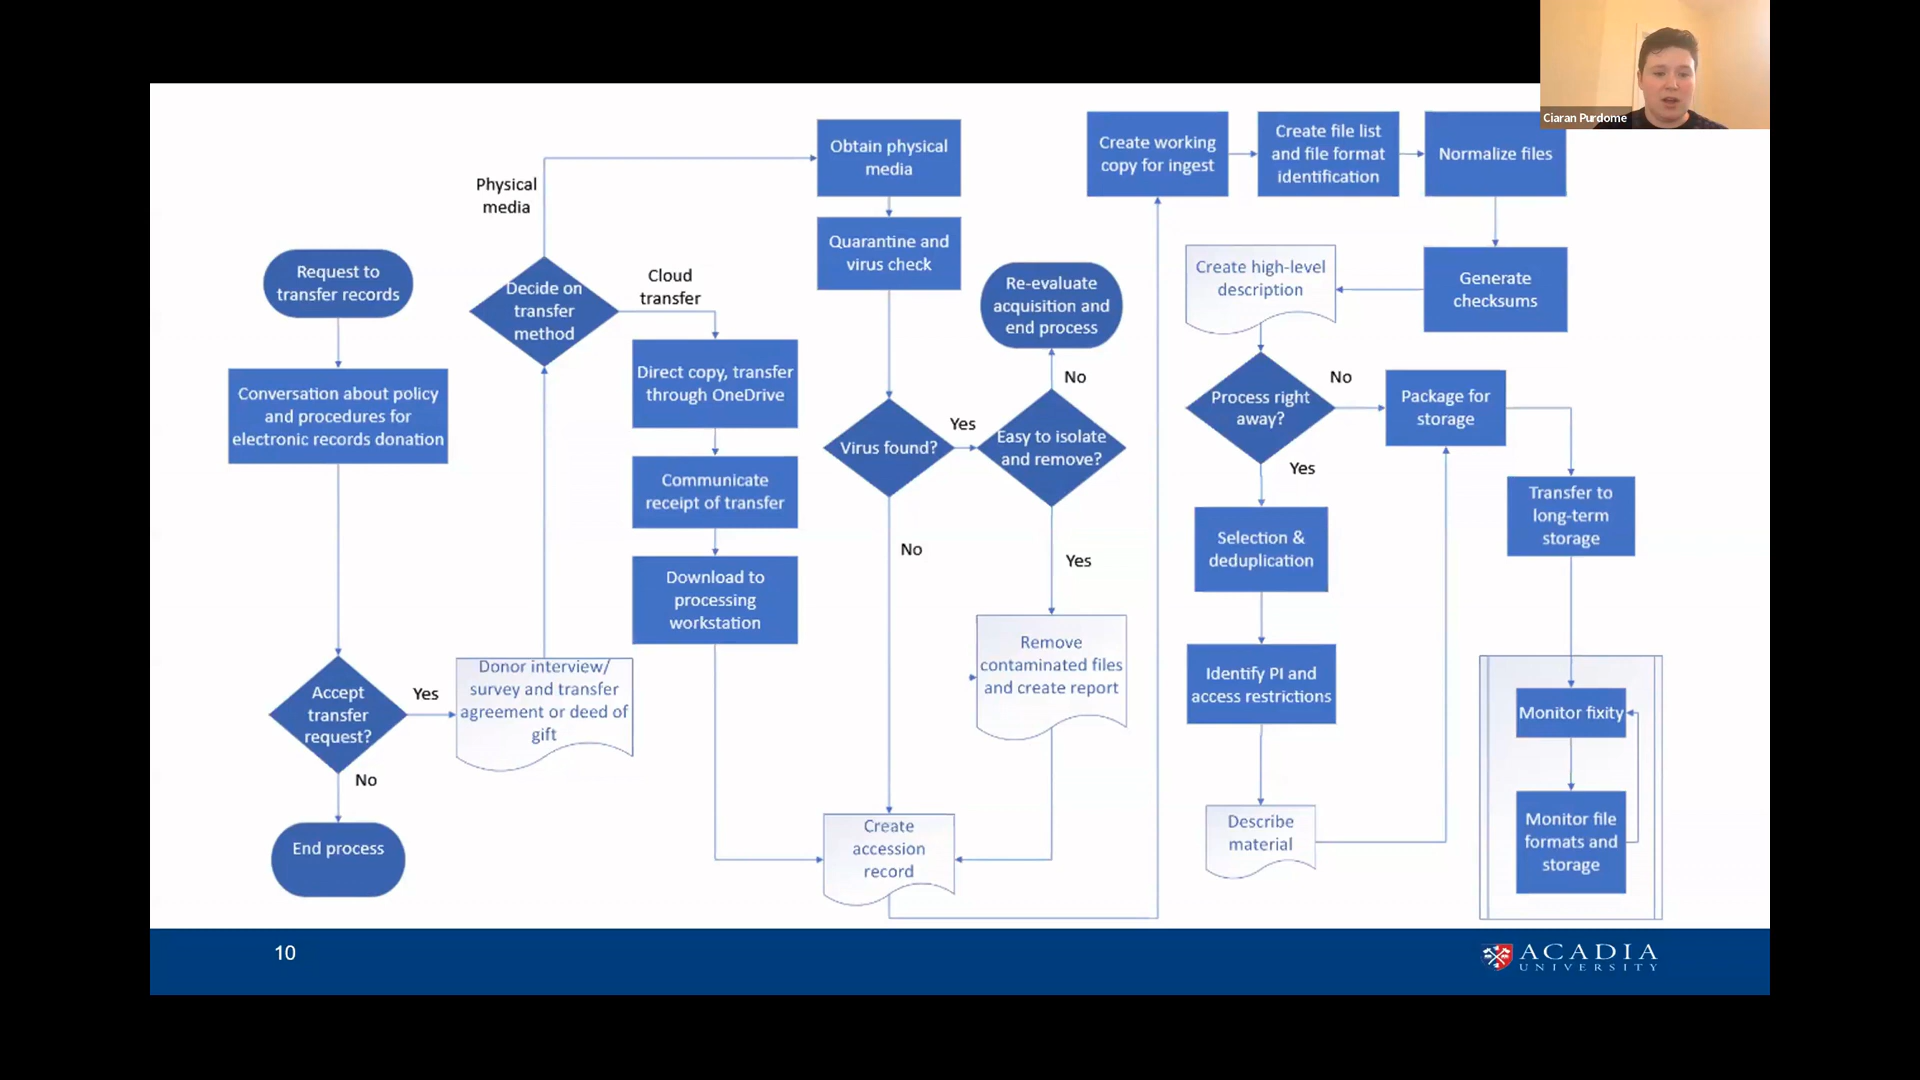 Ciaran Purdome
Request to
transfer records
Conversation about policy
and procedures for
electronic records donation
Accept
transfer
request?
Yes
No
End process
Donor interview/
survey and transfer
agreement or deed of
gift
Decide on
transfer
method
Physical
media
Cloud
transfer
Direct copy, transfer
through OneDrive
Communicate
receipt of transfer
Download to
processing
workstation
Obtain physical
media
Quarantine and
virus check
Virus found?
Yes
No
Easy to isolate
and remove?
No
Re-evaluate
acquisition and
end process
Yes
Remove
contaminated files
and create report
Create
accession
record
Create working
copy for ingest
Create file list
and file format
identification
Normalize files
Generate
checksums
Create high-level
description
Process right
away?
No
Yes
Selection &
deduplication
Identify PI and
access restrictions
Describe
material
Package for
storage
Transfer to
long-term
storage
Monitor fixity
Monitor file
formats and
storage
10
ACADIA
UNIVERSITY